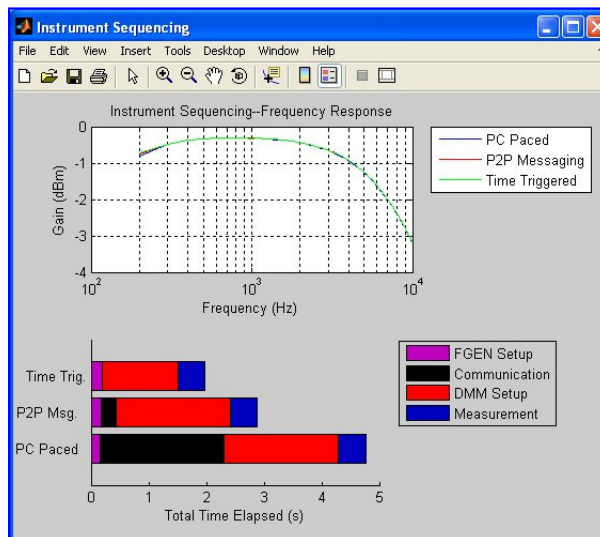 Instrument Sequencing
File Edit View Insert Tools Desktop Window Help
Instrument Sequencing--Frequency Response
0
-1
-2
-3
-4
Gain (dBm)
10^2
10^3
10^4
Frequency (Hz)
PC Paced
P2P Messaging
Time Triggered
Time Trig.
P2P Msg.
PC Paced
0 1 2 3 4 5
Total Time Elapsed (s)
FGEN Setup
Communication
DMM Setup
Measurement